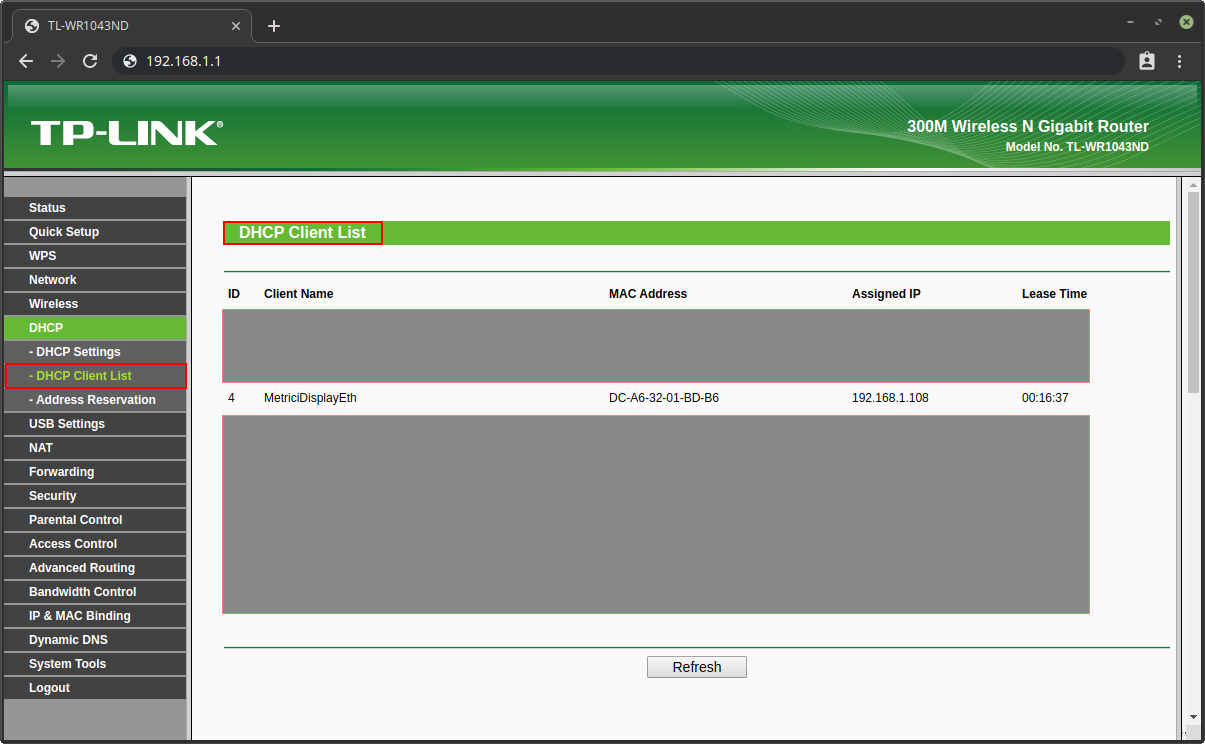 TL-WR1043ND
192.168.1.1
TP-LINK®
300M Wireless N Gigabit Router
Model No. TL-WR1043ND
Status
Quick Setup
WPS
Network
Wireless
DHCP
- DHCP Settings
- DHCP Client List
- Address Reservation
USB Settings
NAT
Forwarding
Security
Parental Control
Access Control
Advanced Routing
Bandwidth Control
IP & MAC Binding
Dynamic DNS
System Tools
Logout
DHCP Client List
ID Client Name MAC Address Assigned IP Lease Time
4 MetriciDisplayEth DC-A6-32-01-BD-B6 192.168.1.108 00:16:37
Refresh